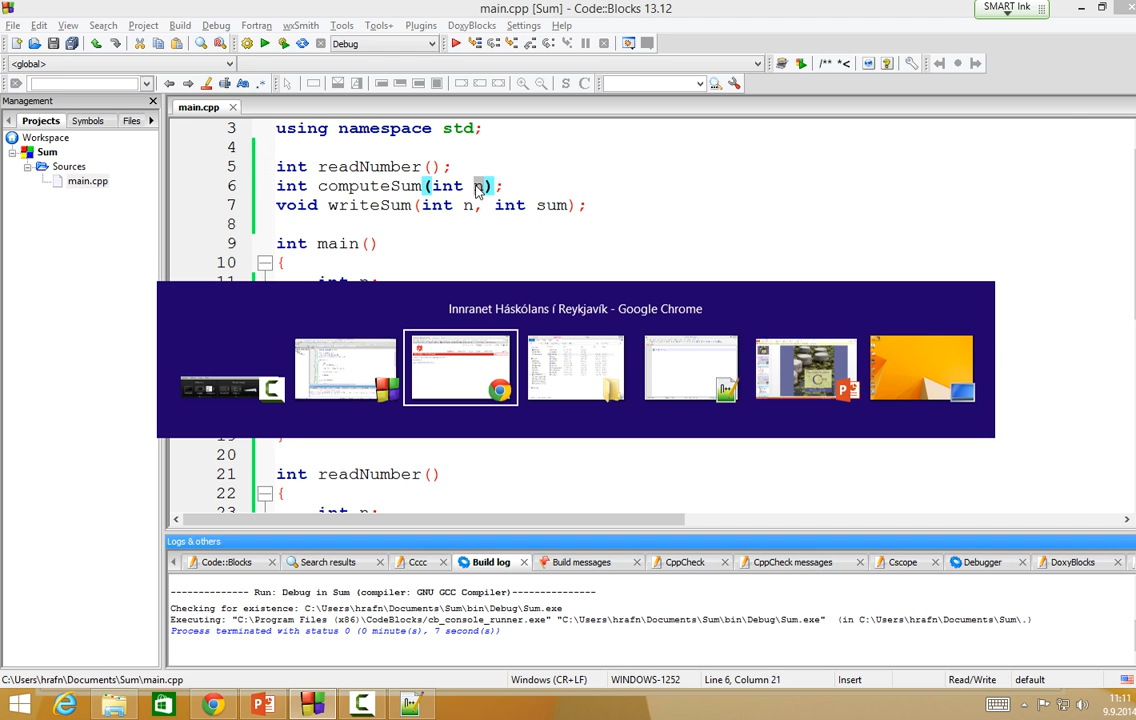 main.cpp [Sum] - Code::Blocks 13.12
SMART Ink
File Edit View Search Project Build Debug Fortran wxSmith Tools Tools+ Plugins DoxyBlocks Settings Help
Debug
<global>
/** *<
Aa .*
S C
Management
main.cpp
Projects Symbols Files
Workspace
Sum
Sources
main.cpp
3 using namespace std;
4
5 int readNumber();
6 int computeSum(int n);
7 void writeSum(int n, int sum);
8
9 int main()
10 {
Innranet Háskólans í Reykjavík - Google Chrome
20
21 int readNumber()
22 {
23 int n;
Logs & others
Code::Blocks Search results Cccc Build log Build messages CppCheck CppCheck messages Cscope Debugger DoxyBlocks
-------------- Run: Debug in Sum (compiler: GNU GCC Compiler)---------------
Checking for existence: C:\Users\hrafn\Documents\Sum\bin\Debug\Sum.exe
Executing: "C:\Program Files (x86)\CodeBlocks/cb_console_runner.exe" "C:\Users\hrafn\Documents\Sum\bin\Debug\Sum.exe" (in C:\Users\hrafn\Documents\Sum\.)
Process terminated with status 0 (0 minute(s), 7 second(s))
C:\Users\hrafn\Documents\Sum\main.cpp Windows (CR+LF) WINDOWS-1252 Line 6, Column 21 Insert Read/Write default
11:11
9.9.2014